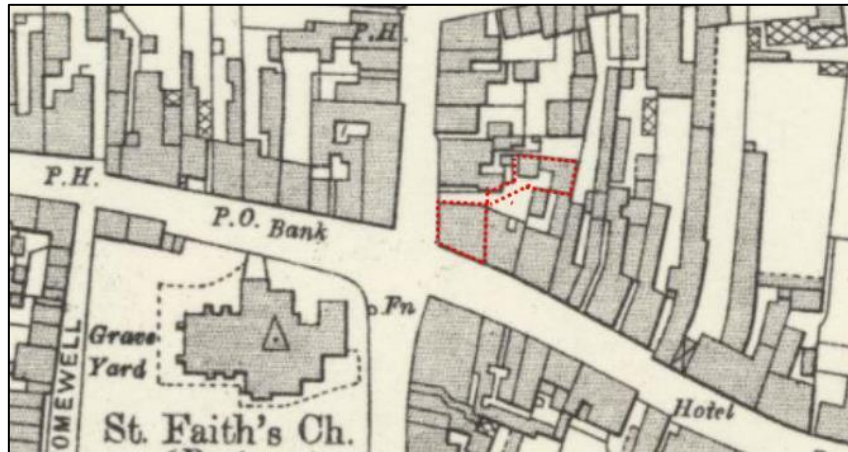 P.H.
P.H.
P.O. Bank
Fn
Grave
Yard
OMEWELL
St. Faith's Ch.
Hotel